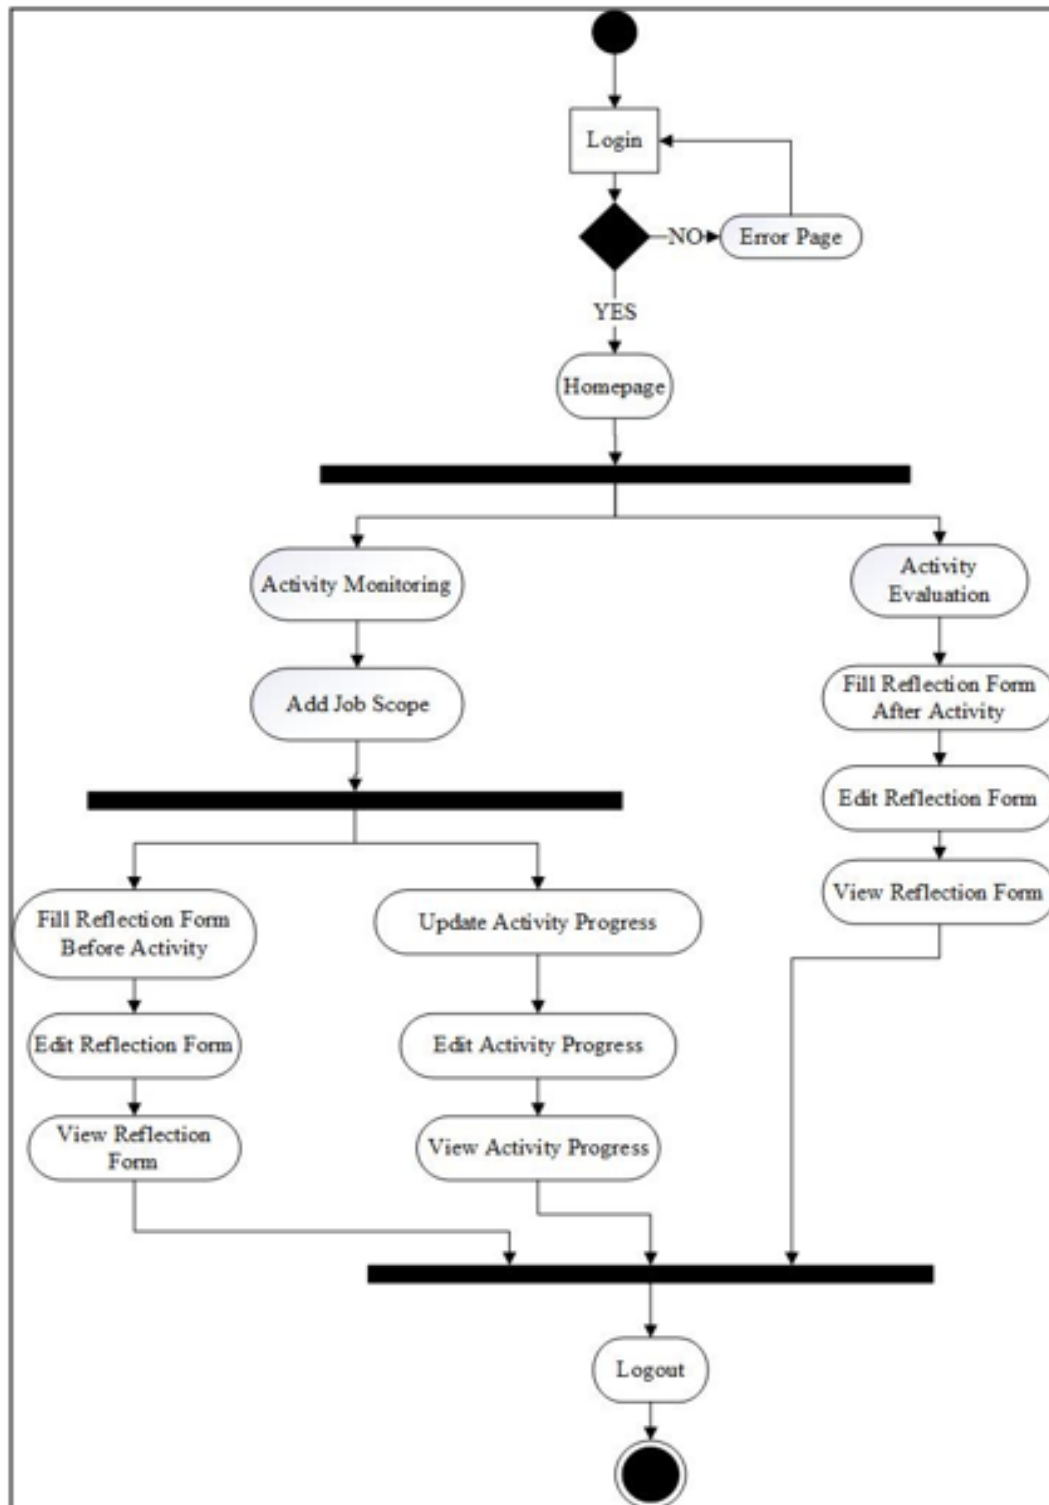 Login
NO
Error Page
YES
Homepage
Activity Monitoring
Activity
Evaluation
Add Job Scope
Fill Reflection Form
After Activity
Edit Reflection Form
View Reflection Form
Fill Reflection Form
Before Activity
Update Activity Progress
Edit Reflection Form
Edit Activity Progress
View Reflection
Form
View Activity Progress
Logout